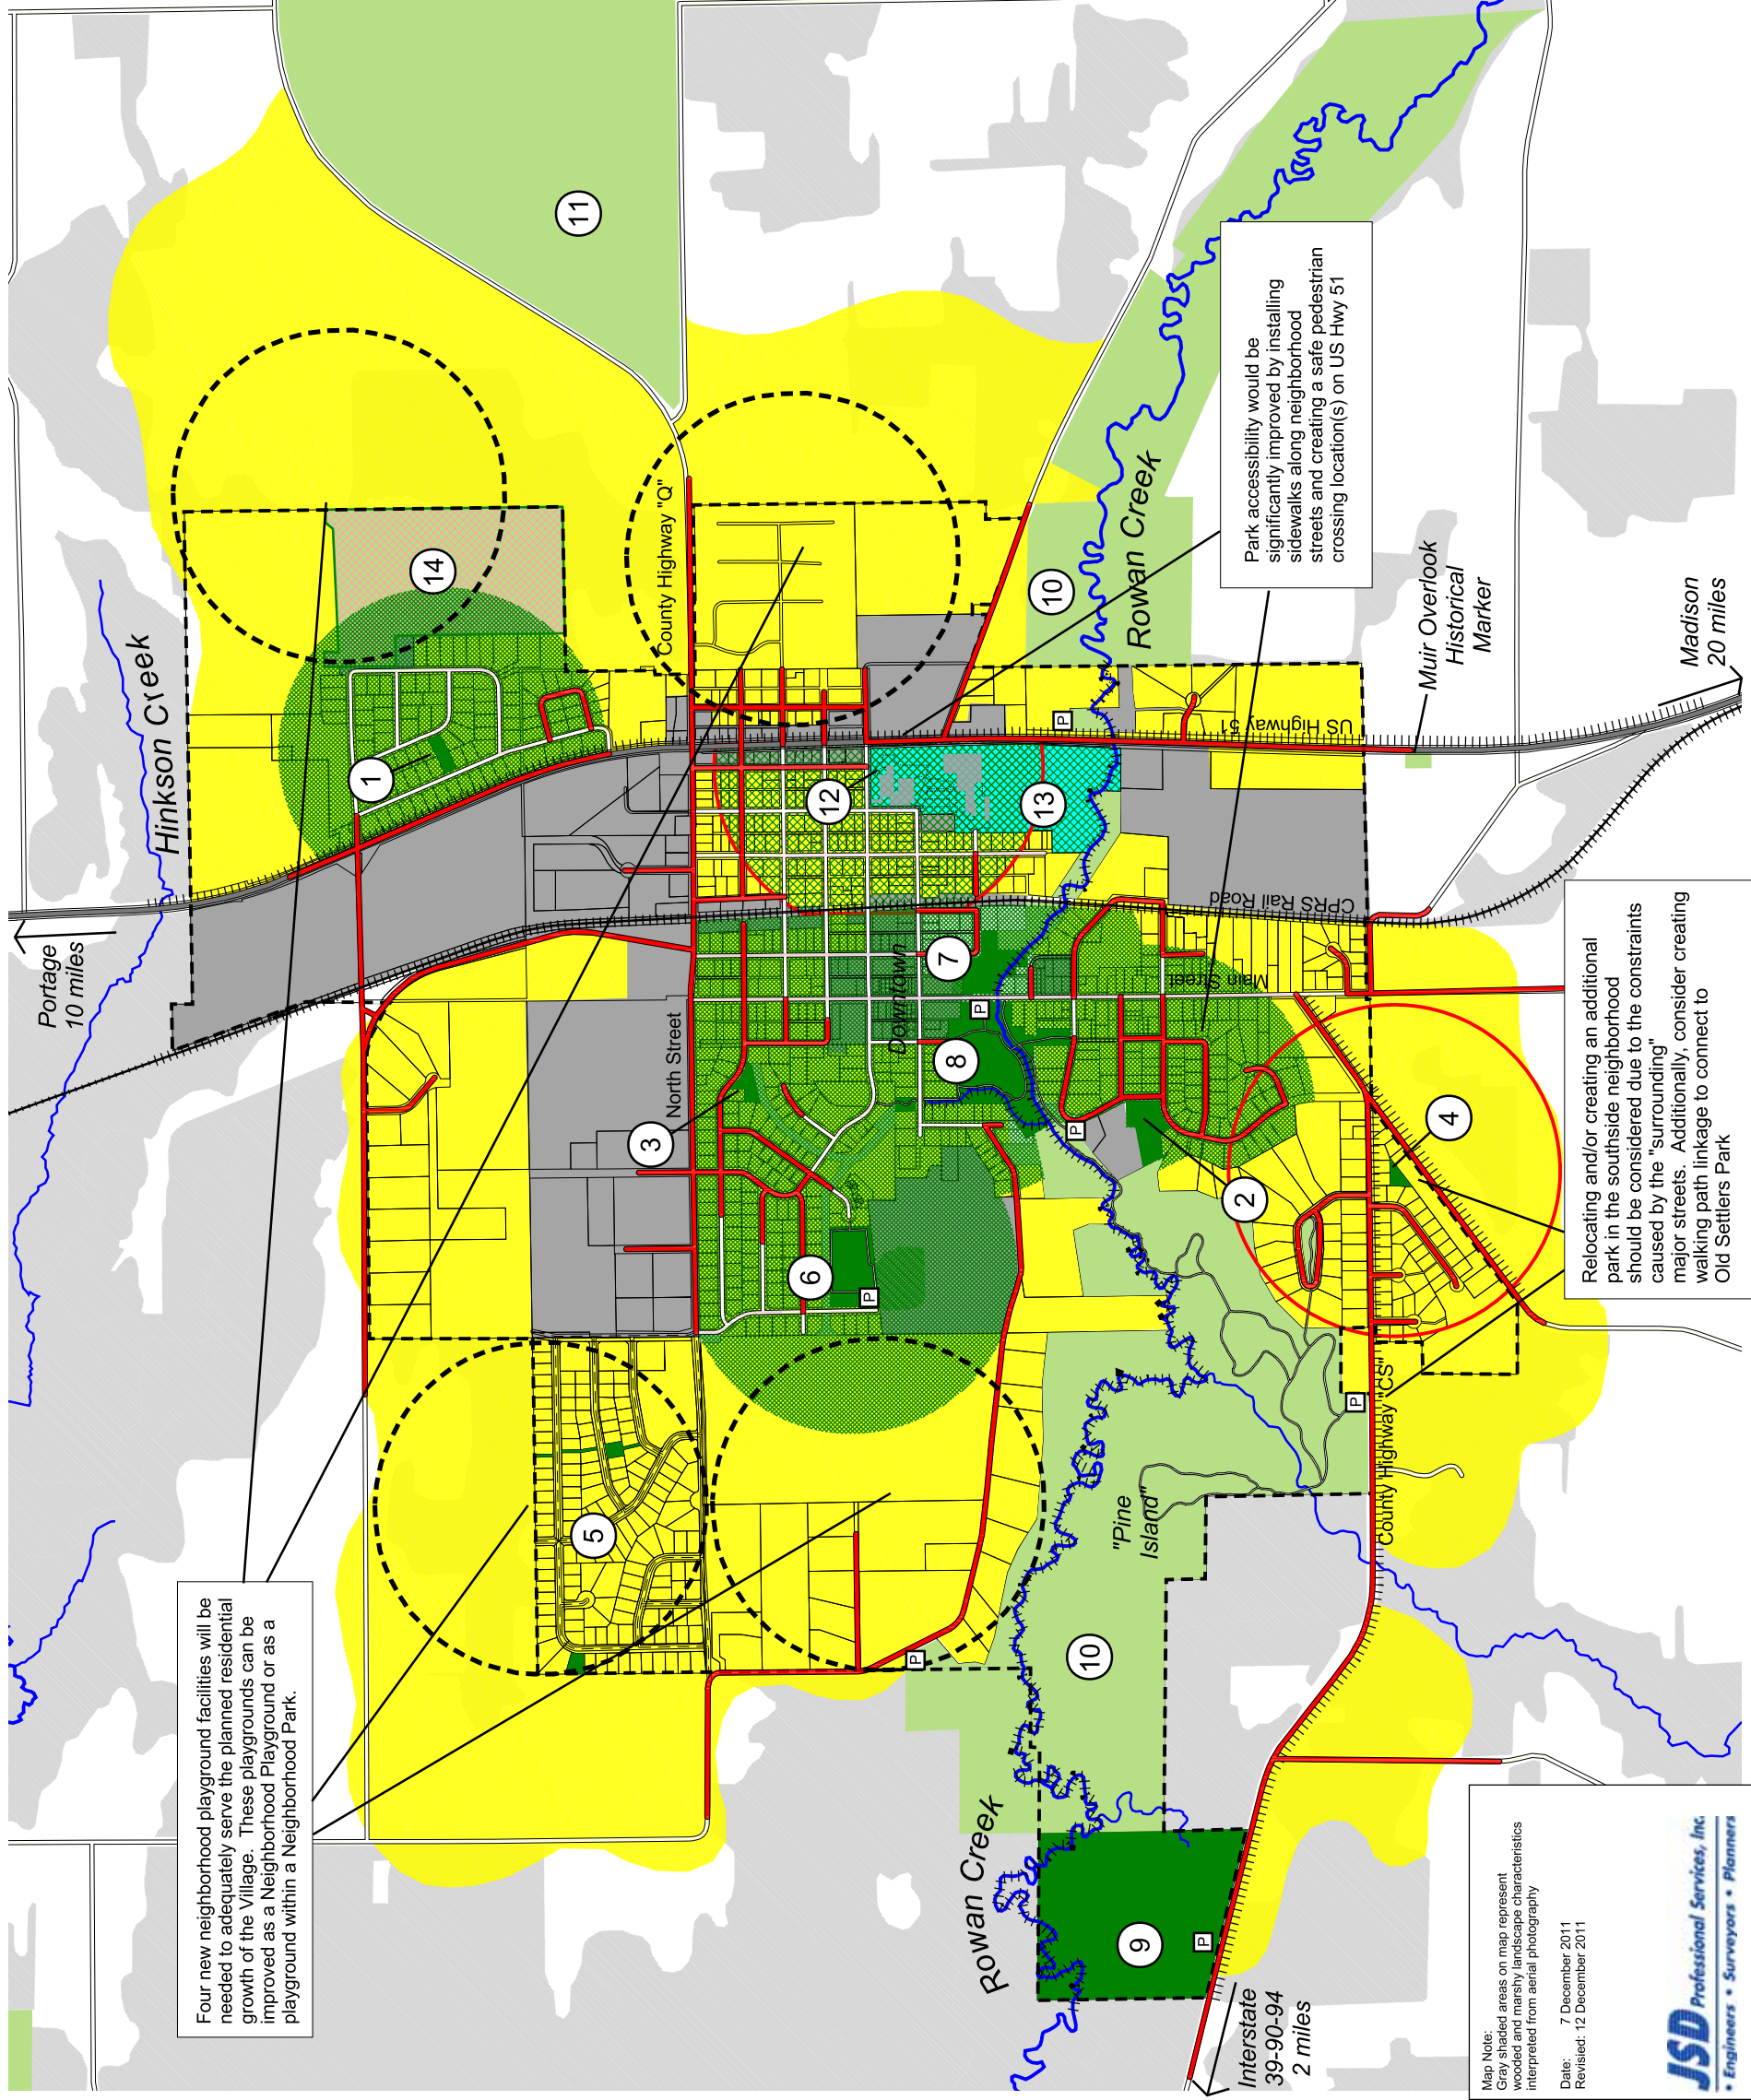 Portage
10 miles
Hinkson Creek
11
14
1
County Highway "Q"
Rowan Creek
10
Park accessibility would be
significantly improved by installing
sidewalks along neighborhood
streets and creating a safe pedestrian
crossing location(s) on US Hwy 51
Muir Overlook
Historical
Marker
Madison
20 miles
US Highway 51
P
12
13
CPRS Rail Road
Main Street
7
Downtown
P
8
North Street
3
P
2
4
6
P
Relocating and/or creating an additional
park in the southside neighborhood
should be considered due to the constraints
caused by the "surrounding"
major streets. Additionally, consider creating
walking path linkage to connect to
Old Settlers Park
P
County Highway "CS"
"Pine
Island"
5
10
P
Four new neighborhood playground facilities will be
needed to adequately serve the planned residential
growth of the Village. These playgrounds can be
improved as a Neighborhood Playground or as a
playground within a Neighborhood Park.
Rowan Creek
9
P
Interstate
39-90-94
2 miles
Map Note:
Gray shaded areas on map represent
wooded and marshy landscape characteristics
interpreted from aerial photography
Date: 7 December 2011
Revisied: 12 December 2011
JSD Professional Services, Inc.
• Engineers • Surveyors • Planners